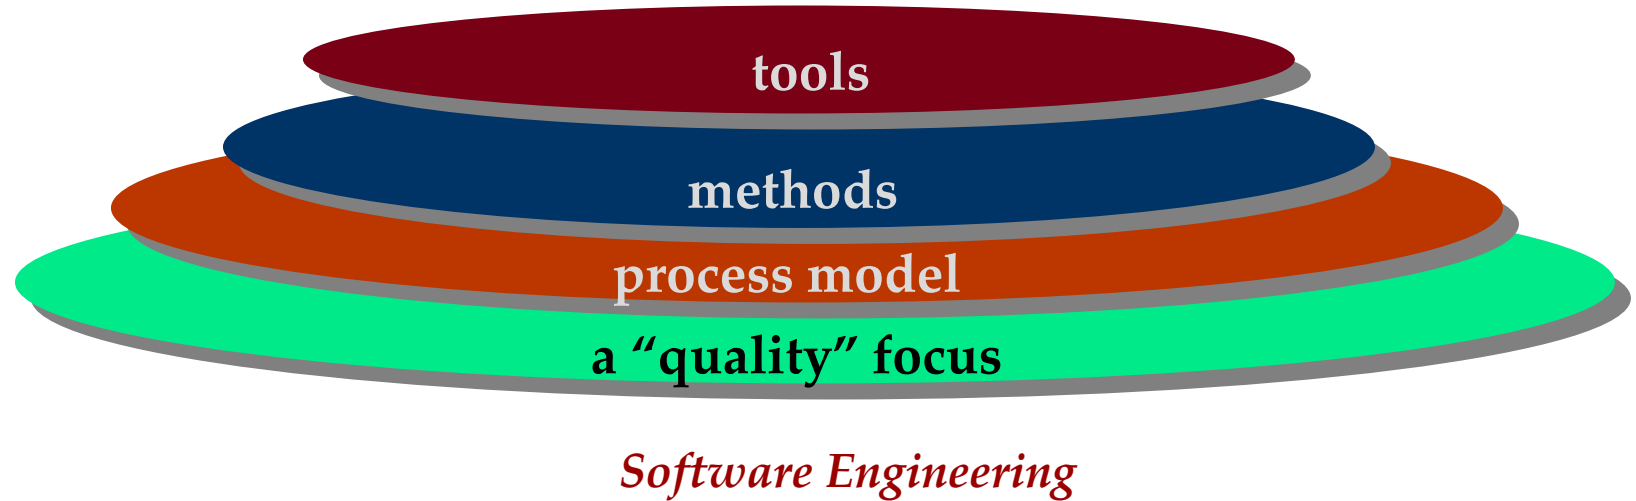 tools
methods
process model
a “quality” focus
Software Engineering